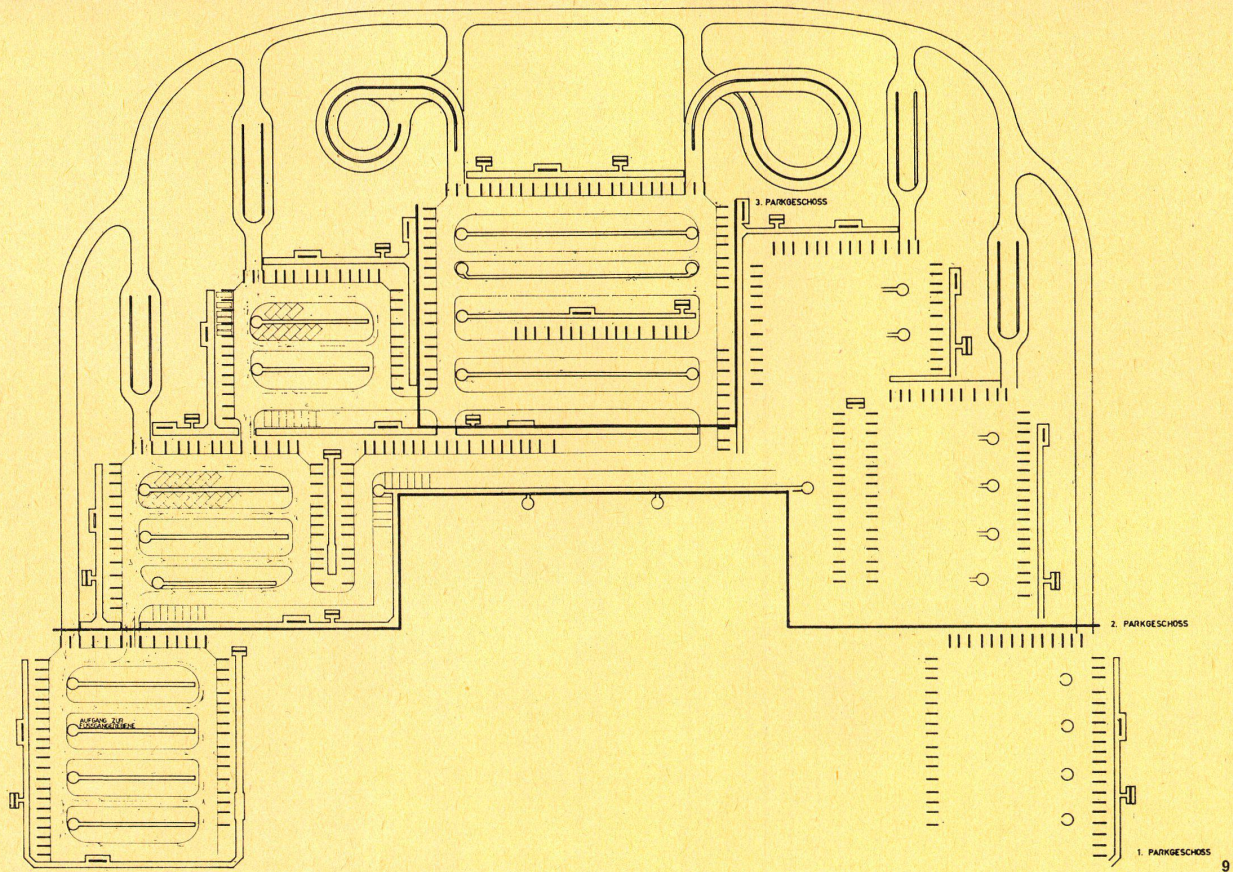 3. PARKGESCHOSS
2. PARKGESCHOSS
AUFGANG ZUR
FUSSGÄNGEREBENE
1. PARKGESCHOSS
9